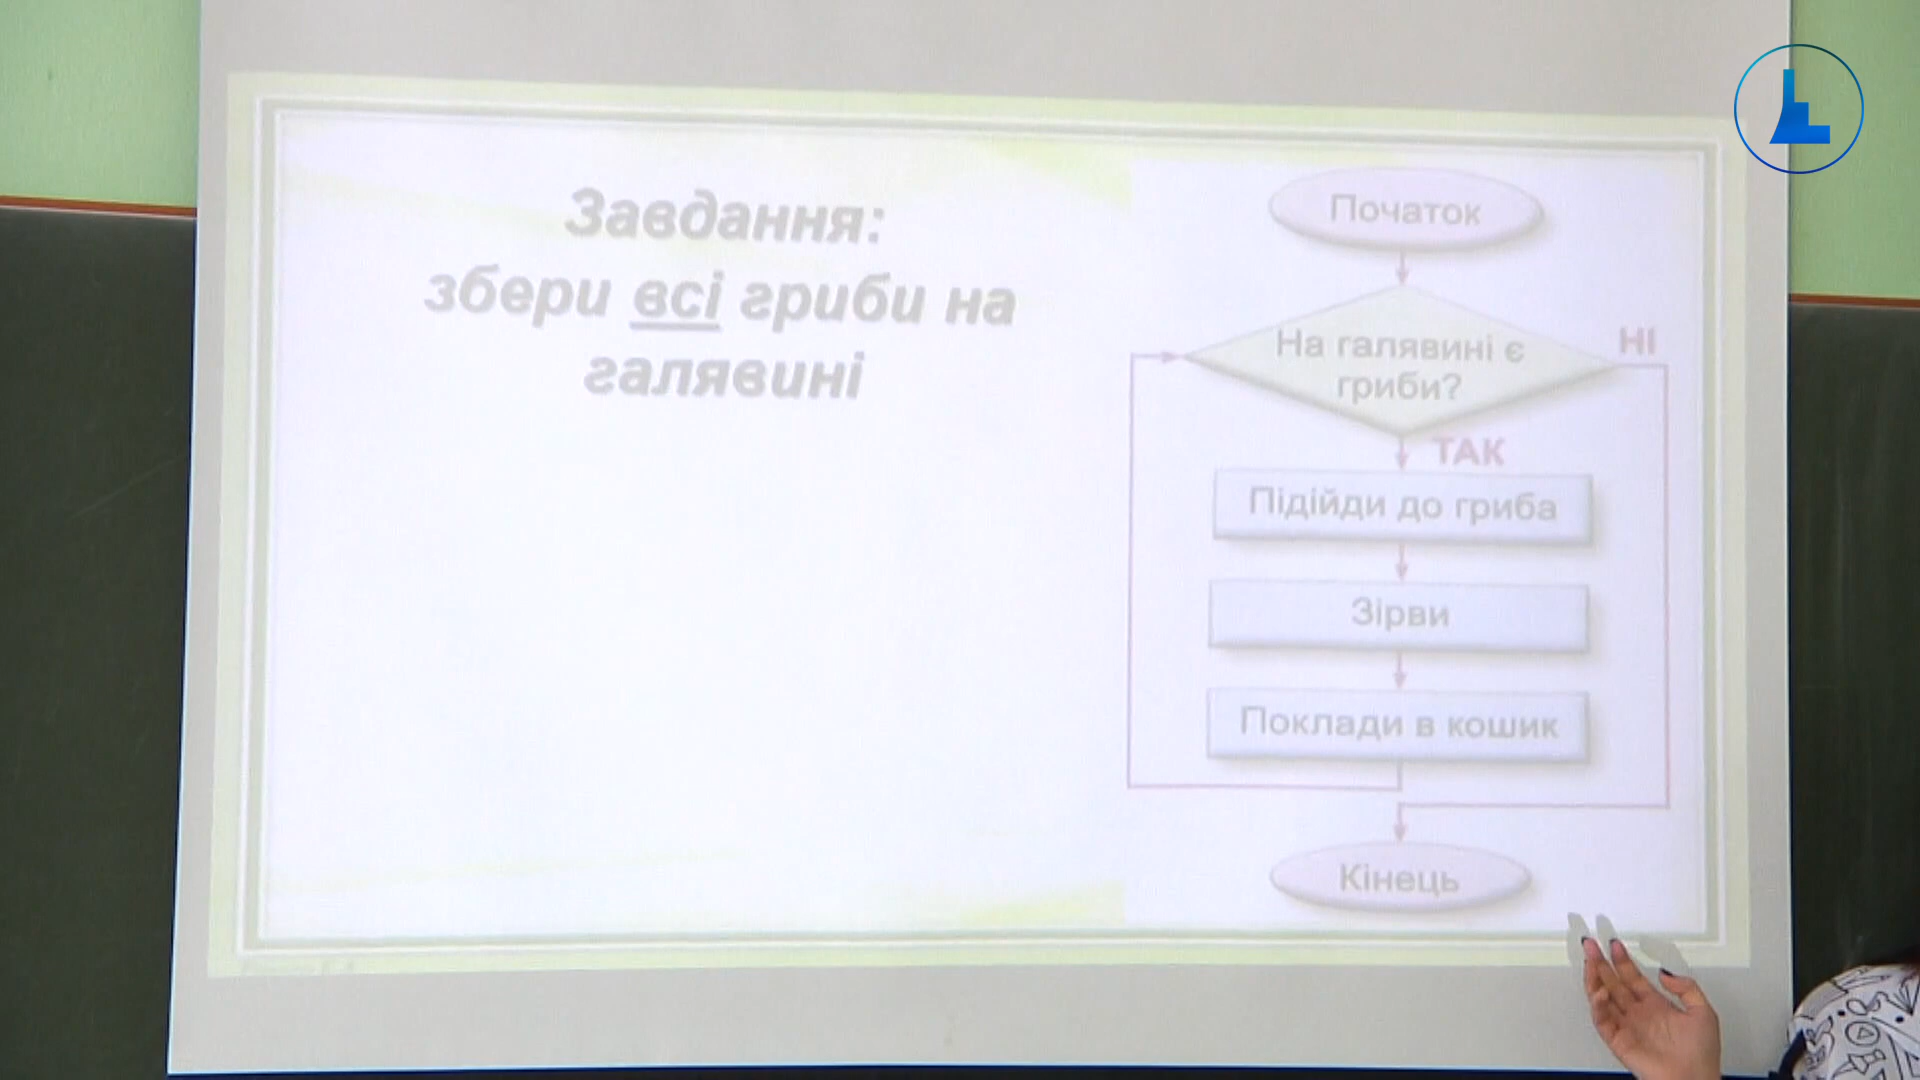 Завдання:
збери всі гриби на
галявині
Початок
На галявині є
гриби?
НІ
ТАК
Підійди до гриба
Зірви
Поклади в кошик
Кінець